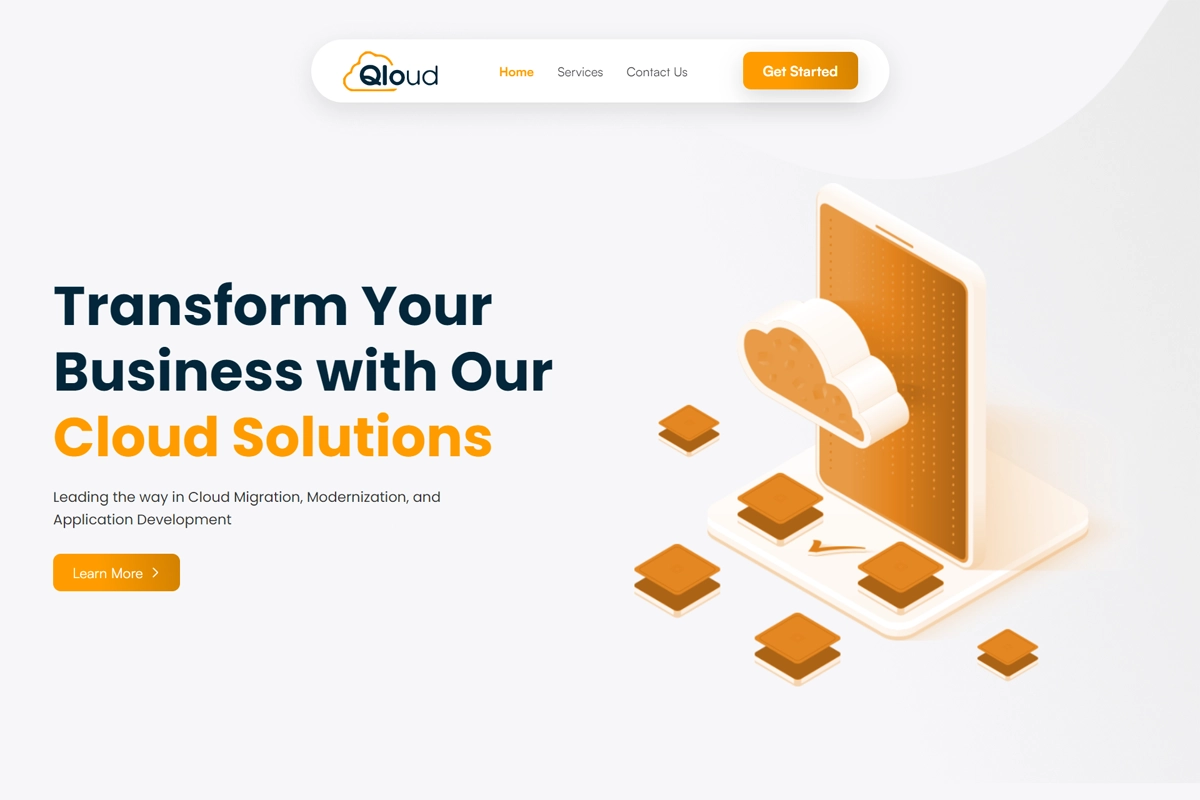 Qloud
Home
Services
Contact Us
Get Started
Transform Your
Business with Our
Cloud Solutions
Leading the way in Cloud Migration, Modernization, and
Application Development
Learn More